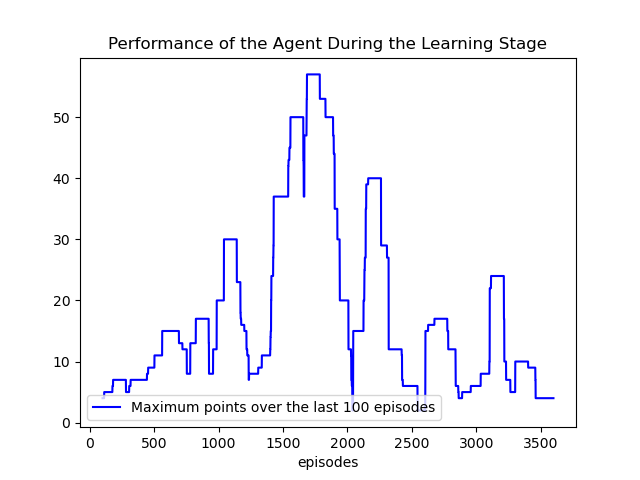 Performance of the Agent During the Learning Stage
50
40
30
20
10
0
Maximum points over the last 100 episodes
0 500 1000 1500 2000 2500 3000 3500
episodes